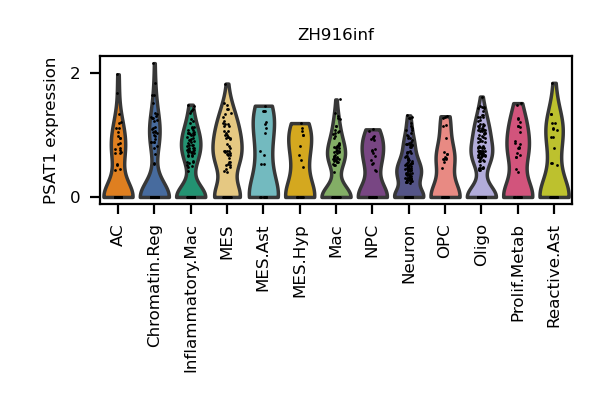 ZH916inf
PSAT1 expression
2
0
AC
Chromatin.Reg
Inflammatory.Mac
MES
MES.Ast
MES.Hyp
Mac
NPC
Neuron
OPC
Oligo
Prolif.Metab
Reactive.Ast